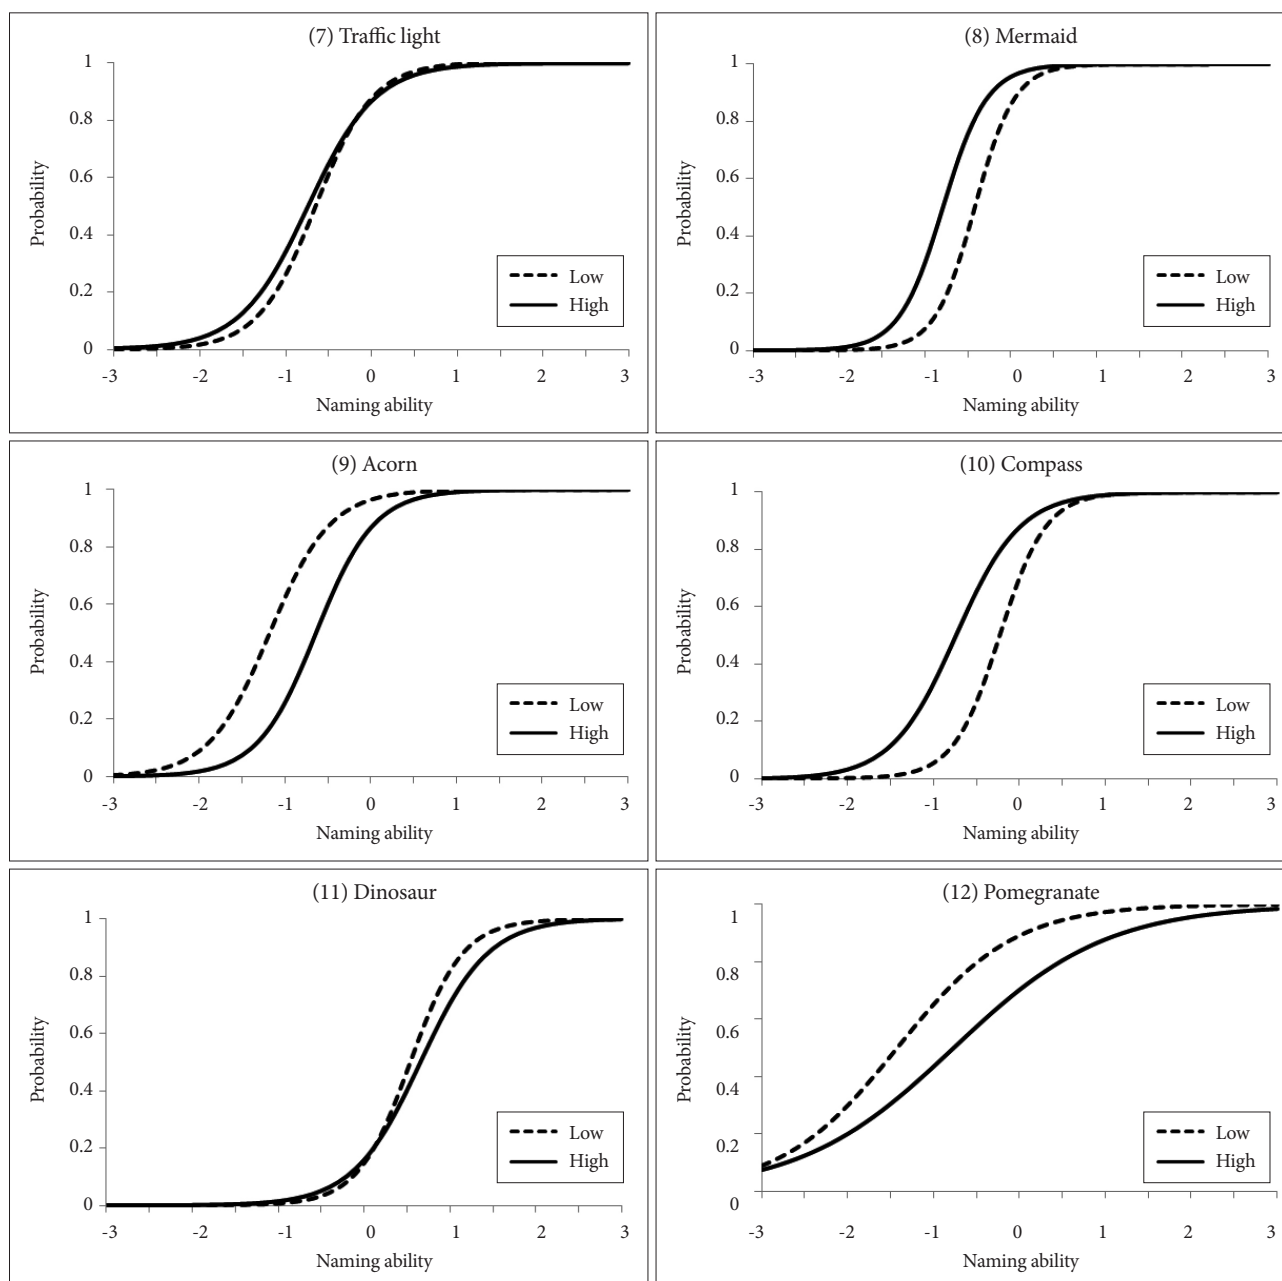 (7) Traffic light
1
0.8
0.6
0.4
0.2
0
Probability
Low
High
-3 -2 -1 0 1 2 3
Naming ability
(8) Mermaid
1
0.8
0.6
0.4
0.2
0
Probability
Low
High
-3 -2 -1 0 1 2 3
Naming ability
(9) Acorn
1
0.8
0.6
0.4
0.2
0
Probability
Low
High
-3 -2 -1 0 1 2 3
Naming ability
(10) Compass
1
0.8
0.6
0.4
0.2
0
Probability
Low
High
-3 -2 -1 0 1 2 3
Naming ability
(11) Dinosaur
1
0.8
0.6
0.4
0.2
0
Probability
Low
High
-3 -2 -1 0 1 2 3
Naming ability
(12) Pomegranate
1
0.8
0.6
0.4
0.2
0
Probability
Low
High
-3 -2 -1 0 1 2 3
Naming ability